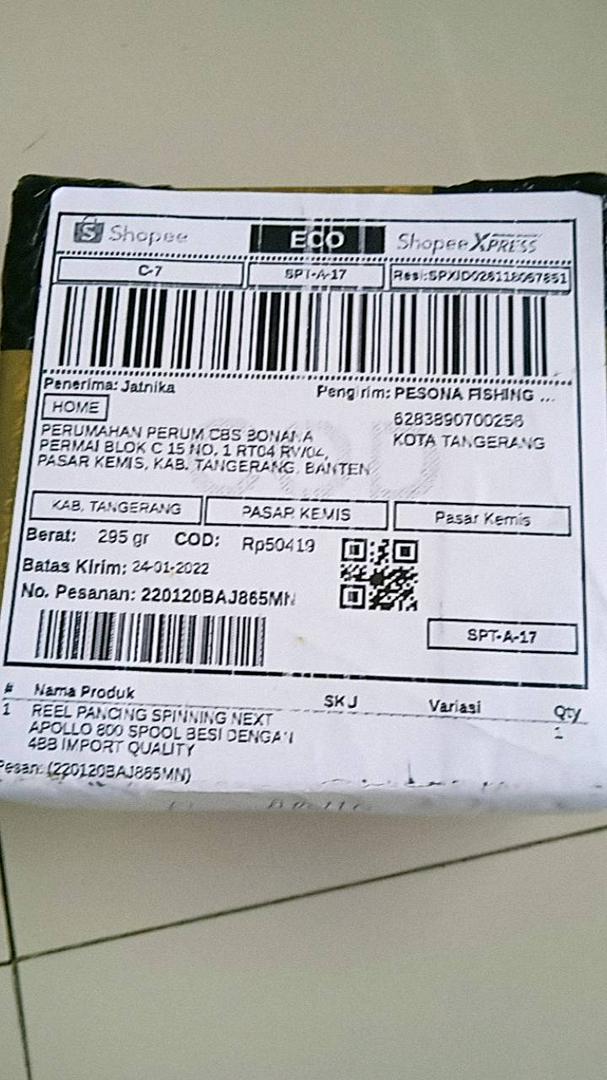 Shopee ECO Shopee XPRESS
C-7 SPT-A-17 Resi:SPXID026118067851
Penerima: Jatnika Pengirim: PESONA FISHING ...
HOME 6283890700256
PERUMAHAN PERUM CBS KOTA TANGERANG
PERMAI BLOK C 15 NO. 1 RT04
PASAR KEMIS, KAB. TANGERANG, BANTEN
COD
KAB. TANGERANG PASAR KEMIS Pasar Kemis
Berat: 295 gr COD: Rp50419
Batas Kirim: 24-01-2022
No. Pesanan: 220120BAJ865MN
SPT-A-17
# Nama Produk SKU Variasi Qty
1 REEL PANCING SPINNING NEXT 1
APOLLO 800 SPOOL BESI DENGAN
4BB IMPORT QUALITY
Pesan: (220120BAJ865MN)